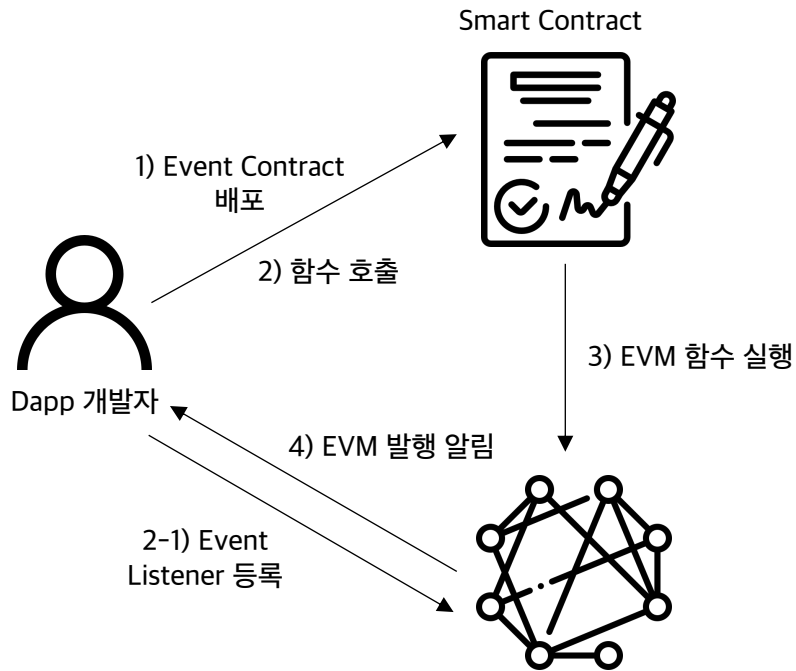 Smart Contract
1) Event Contract
배포
2) 함수 호출
3) EVM 함수 실행
Dapp 개발자
4) EVM 발행 알림
2-1) Event
Listener 등록